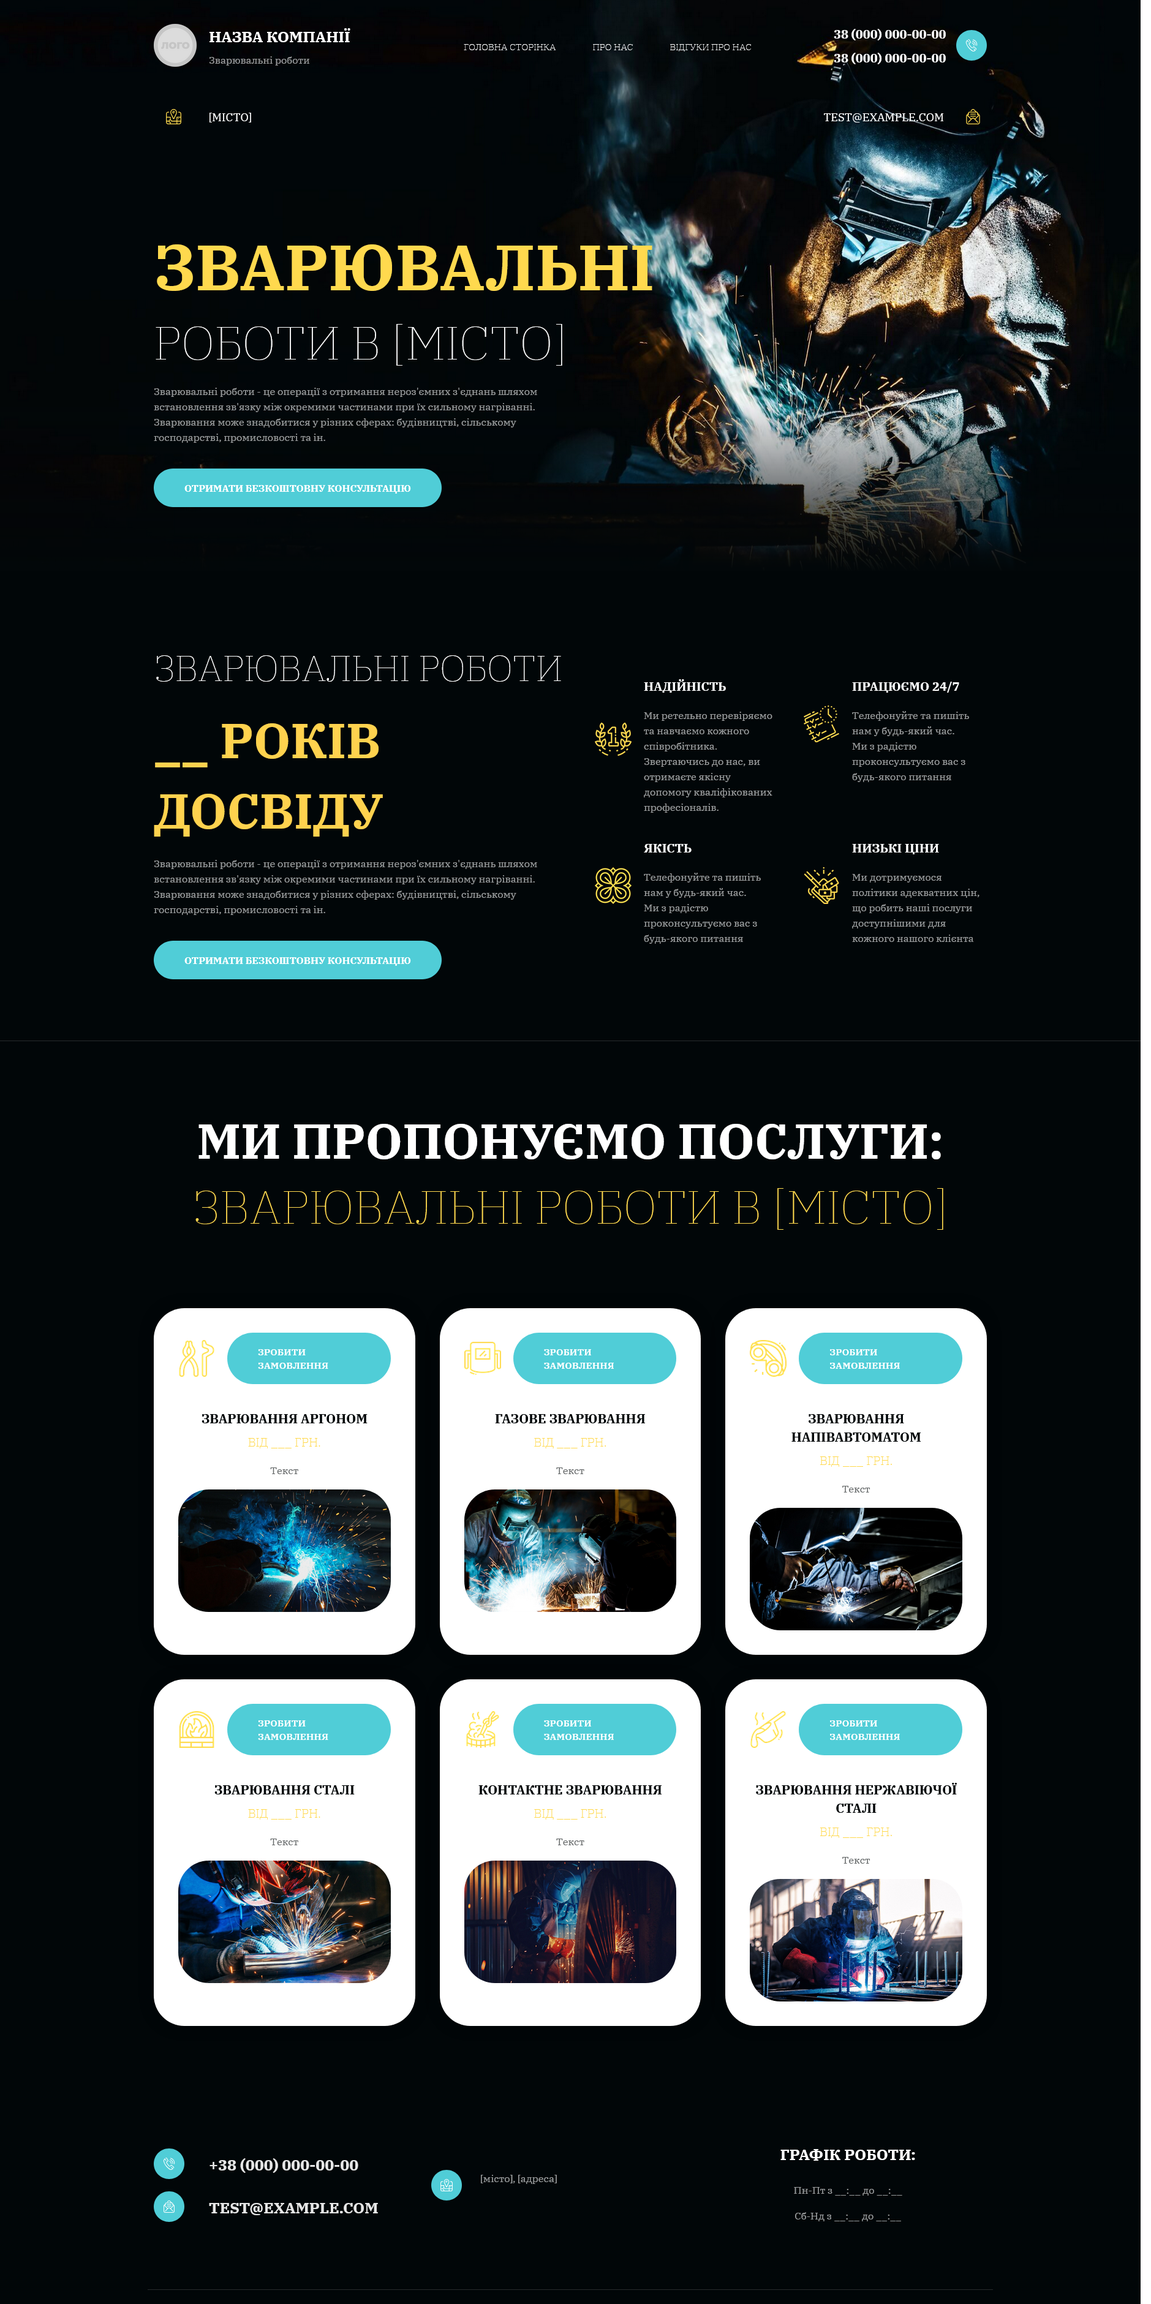 ЛОГО
НАЗВА КОМПАНІЇ
Зварювальні роботи
ГОЛОВНА СТОРІНКА
ПРО НАС
ВІДГУКИ ПРО НАС
38 (000) 000-00-00
38 (000) 000-00-00
[МІСТО]
TEST@EXAMPLE.COM
ЗВАРЮВАЛЬНІ
РОБОТИ В [МІСТО]
Зварювальні роботи - це операції з отримання нероз'ємних з'єднань шляхом
встановлення зв'язку між окремими частинами при їх сильному нагріванні.
Зварювання може знадобитися у різних сферах: будівництві, сільському
господарстві, промисловості та ін.
ОТРИМАТИ БЕЗКОШТОВНУ КОНСУЛЬТАЦІЮ
ЗВАРЮВАЛЬНІ РОБОТИ
__ РОКІВ
ДОСВІДУ
Зварювальні роботи - це операції з отримання нероз'ємних з'єднань шляхом
встановлення зв'язку між окремими частинами при їх сильному нагріванні.
Зварювання може знадобитися у різних сферах: будівництві, сільському
господарстві, промисловості та ін.
ОТРИМАТИ БЕЗКОШТОВНУ КОНСУЛЬТАЦІЮ
НАДІЙНІСТЬ
1
Ми ретельно перевіряємо
та навчаємо кожного
співробітника.
Звертаючись до нас, ви
отримаєте якісну
допомогу кваліфікованих
професіоналів.
ПРАЦЮЄМО 24/7
Телефонуйте та пишіть
нам у будь-який час.
Ми з радістю
проконсультуємо вас з
будь-якого питання
ЯКІСТЬ
Телефонуйте та пишіть
нам у будь-який час.
Ми з радістю
проконсультуємо вас з
будь-якого питання
НИЗЬКІ ЦІНИ
Ми дотримуємося
політики адекватних цін,
що робить наші послуги
доступнішими для
кожного нашого клієнта
МИ ПРОПОНУЄМО ПОСЛУГИ:
ЗВАРЮВАЛЬНІ РОБОТИ В [МІСТО]
ЗРОБИТИ
ЗАМОВЛЕННЯ
ЗВАРЮВАННЯ АРГОНОМ
ВІД ___ ГРН.
Текст
ЗРОБИТИ
ЗАМОВЛЕННЯ
ГАЗОВЕ ЗВАРЮВАННЯ
ВІД ___ ГРН.
Текст
ЗРОБИТИ
ЗАМОВЛЕННЯ
ЗВАРЮВАННЯ
НАПІВАВТОМАТОМ
ВІД ___ ГРН.
Текст
ЗРОБИТИ
ЗАМОВЛЕННЯ
ЗВАРЮВАННЯ СТАЛІ
ВІД ___ ГРН.
Текст
ЗРОБИТИ
ЗАМОВЛЕННЯ
КОНТАКТНЕ ЗВАРЮВАННЯ
ВІД ___ ГРН.
Текст
ЗРОБИТИ
ЗАМОВЛЕННЯ
ЗВАРЮВАННЯ НЕРЖАВІЮЧОЇ
СТАЛІ
ВІД ___ ГРН.
Текст
+38 (000) 000-00-00
TEST@EXAMPLE.COM
[місто], [адреса]
ГРАФІК РОБОТИ:
Пн-Пт з __:__ до __:__
Сб-Нд з __:__ до __:__